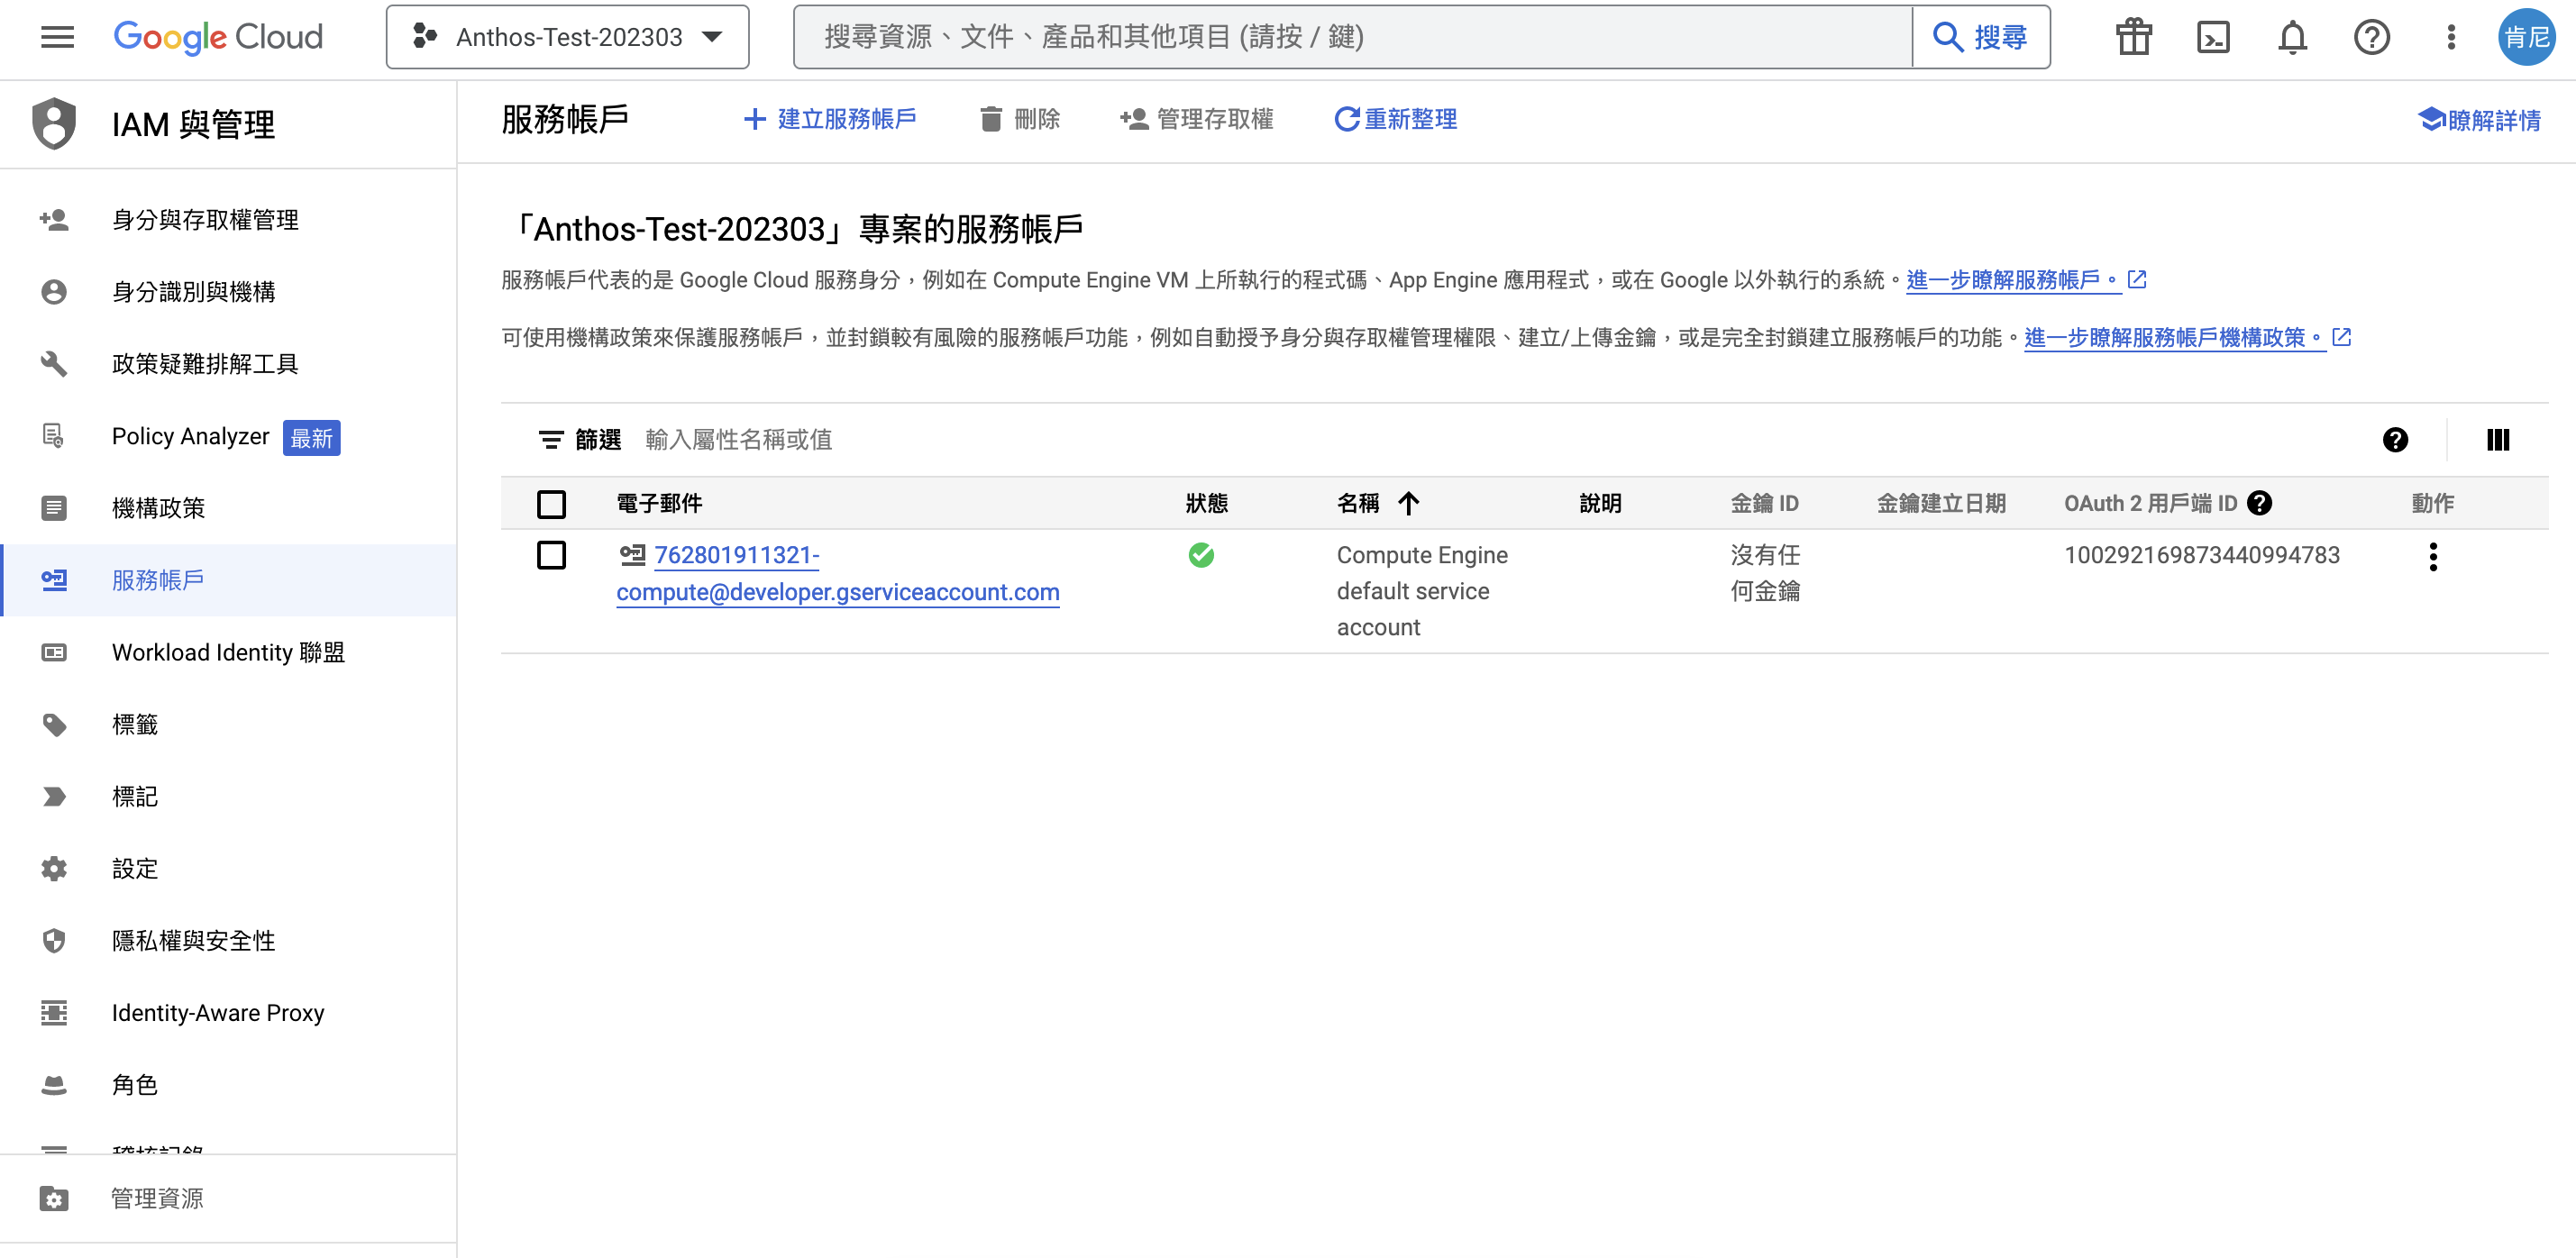 Google Cloud
Anthos-Test-202303
搜尋資源、文件、產品和其他項目 (請按 / 鍵)
搜尋
肯尼
IAM 與管理
服務帳戶
建立服務帳戶
刪除
管理存取權
重新整理
瞭解詳情
身分與存取權管理
身分識別與機構
政策疑難排解工具
Policy Analyzer 最新
機構政策
服務帳戶
Workload Identity 聯盟
標籤
標記
設定
隱私權與安全性
Identity-Aware Proxy
角色
稽核記錄
管理資源
「Anthos-Test-202303」專案的服務帳戶
服務帳戶代表的是 Google Cloud 服務身分，例如在 Compute Engine VM 上所執行的程式碼、App Engine 應用程式，或在 Google 以外執行的系統。進一步瞭解服務帳戶。
可使用機構政策來保護服務帳戶，並封鎖較有風險的服務帳戶功能，例如自動授予身分與存取權管理權限、建立/上傳金鑰，或是完全封鎖建立服務帳戶的功能。進一步瞭解服務帳戶機構政策。
篩選 輸入屬性名稱或值
電子郵件 狀態 名稱 說明 金鑰 ID 金鑰建立日期 OAuth 2 用戶端 ID 動作
762801911321- Compute Engine 沒有任 100292169873440994783
compute@developer.gserviceaccount.com default service 何金鑰
account